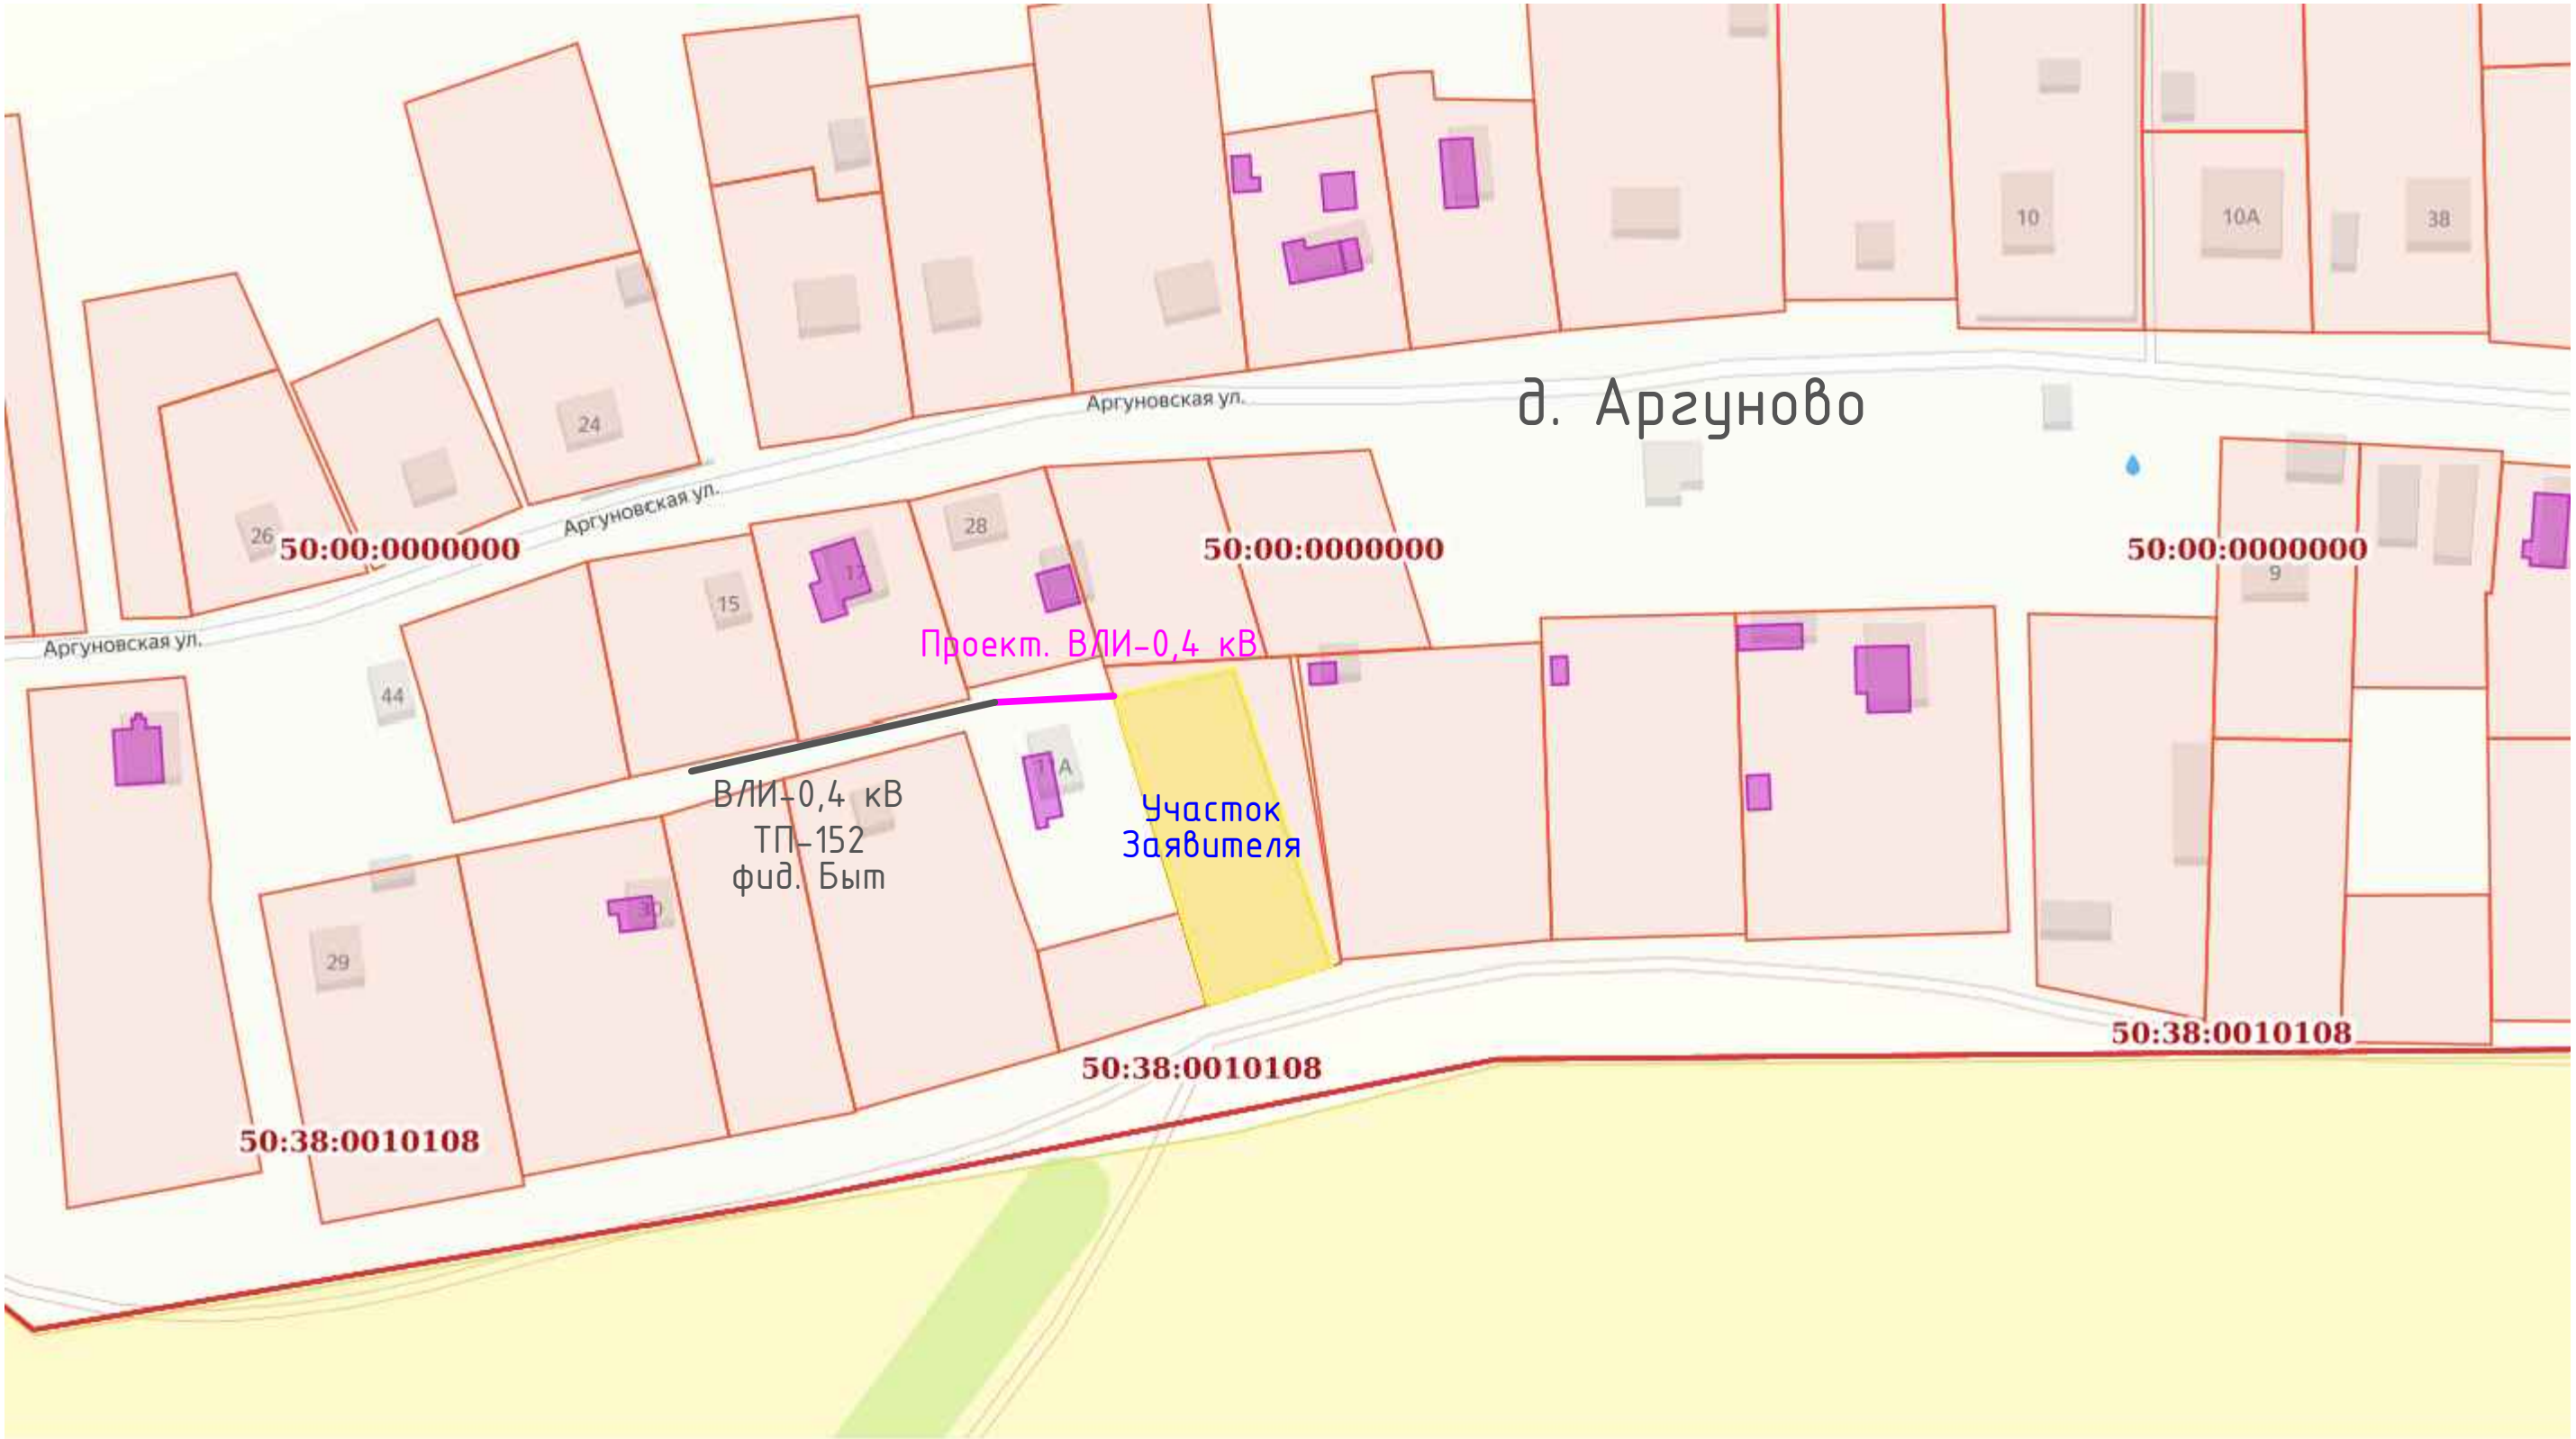 10
10А
38
Аргуновская ул.
д. Аргуново
24
Аргуновская ул.
26
50:00:0000000
28
50:00:0000000
50:00:0000000
9
17
15
Аргуновская ул.
Проект. ВЛИ-0,4 кВ
44
ВЛИ-0,4 кВ
ТП-152
фид. Быт
Участок
Заявителя
30
29
50:38:0010108
50:38:0010108
50:38:0010108